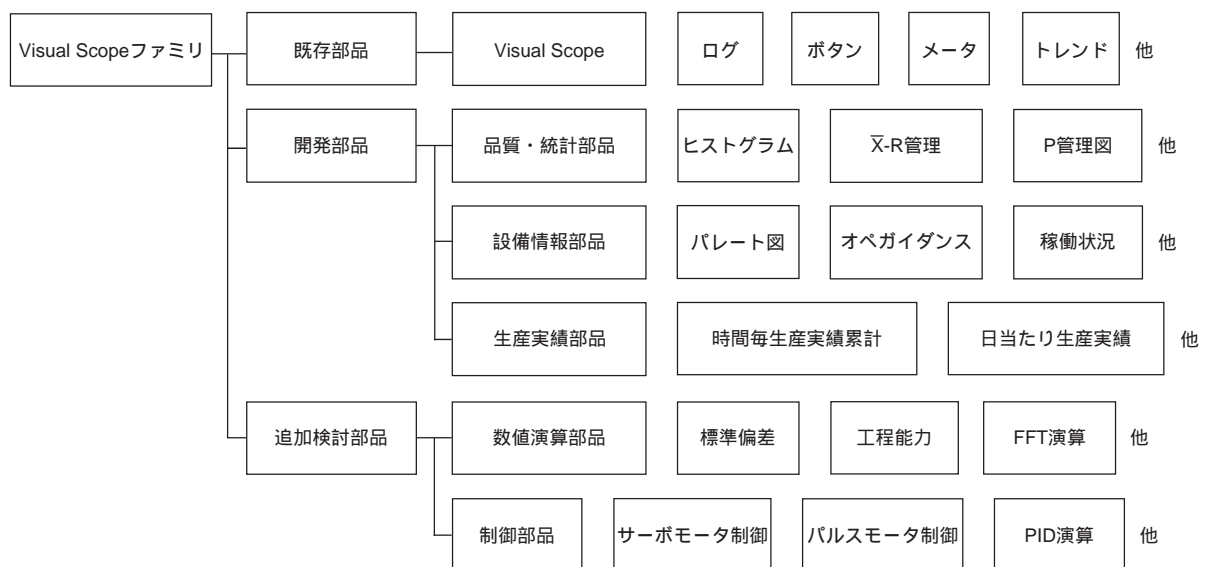 Visual Scopeファミリ 既存部品 Visual Scope ログ ボタン メータ トレンド 他
開発部品 品質・統計部品 ヒストグラム X̅-R管理 P管理図 他
設備情報部品 パレート図 オペガイダンス 稼働状況 他
生産実績部品 時間毎生産実績累計 日当たり生産実績 他
追加検討部品 数値演算部品 標準偏差 工程能力 FFT演算 他
制御部品 サーボモータ制御 パルスモータ制御 PID演算 他